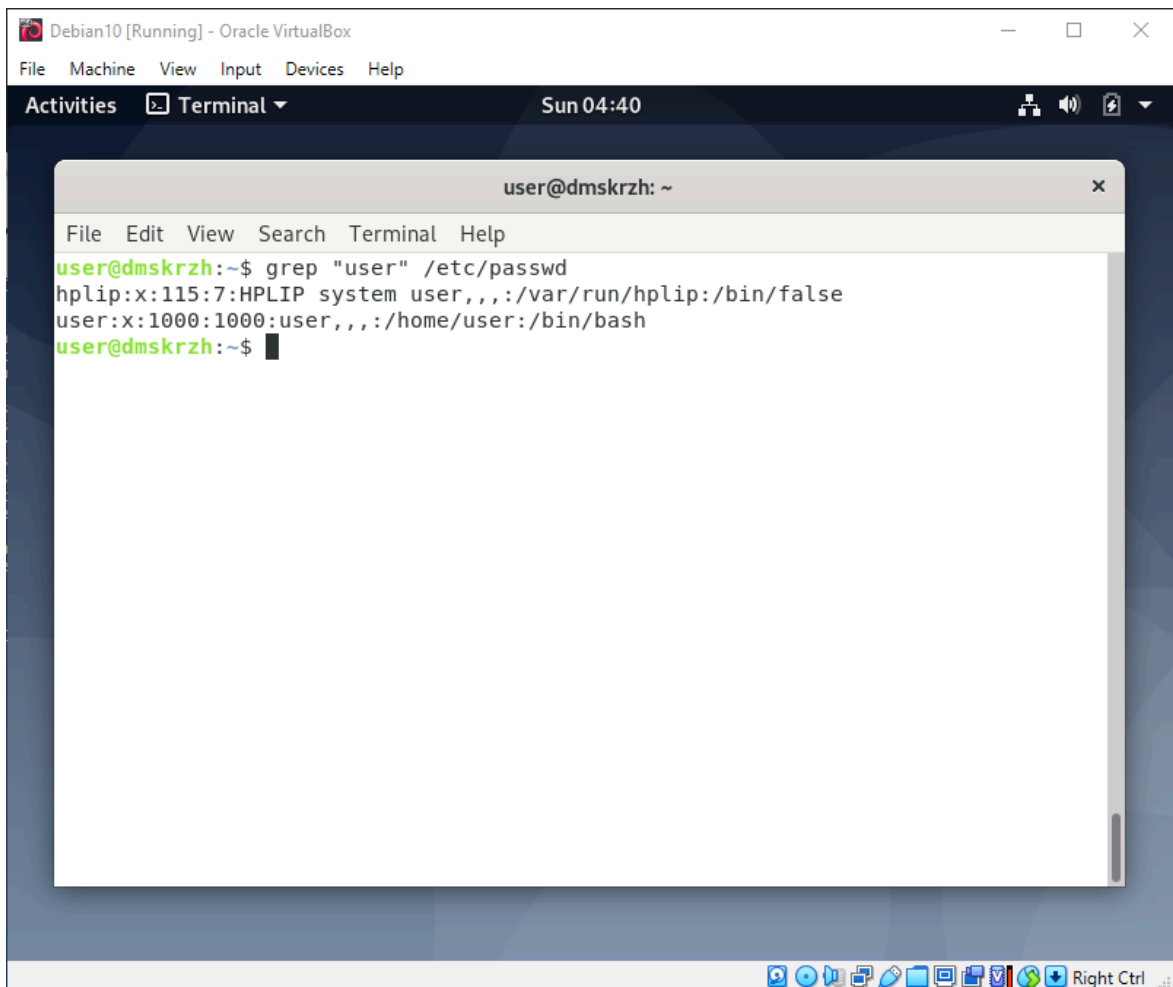 Debian10 [Running] - Oracle VirtualBox
File Machine View Input Devices Help
Activities Terminal Sun 04:40
user@dmskrzh: ~
File Edit View Search Terminal Help
user@dmskrzh:~$ grep "user" /etc/passwd
hplip:x:115:7:HPLIP system user,,,:/var/run/hplip:/bin/false
user:x:1000:1000:user,,,:/home/user:/bin/bash
user@dmskrzh:~$
Right Ctrl